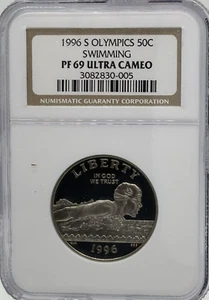 1996 S OLYMPICS 50C
SWIMMING
PF 69 ULTRA CAMEO
3082830-005
NUMISMATIC GUARANTY CORPORATION
LIBERTY
IN GOD
WE TRUST
1996